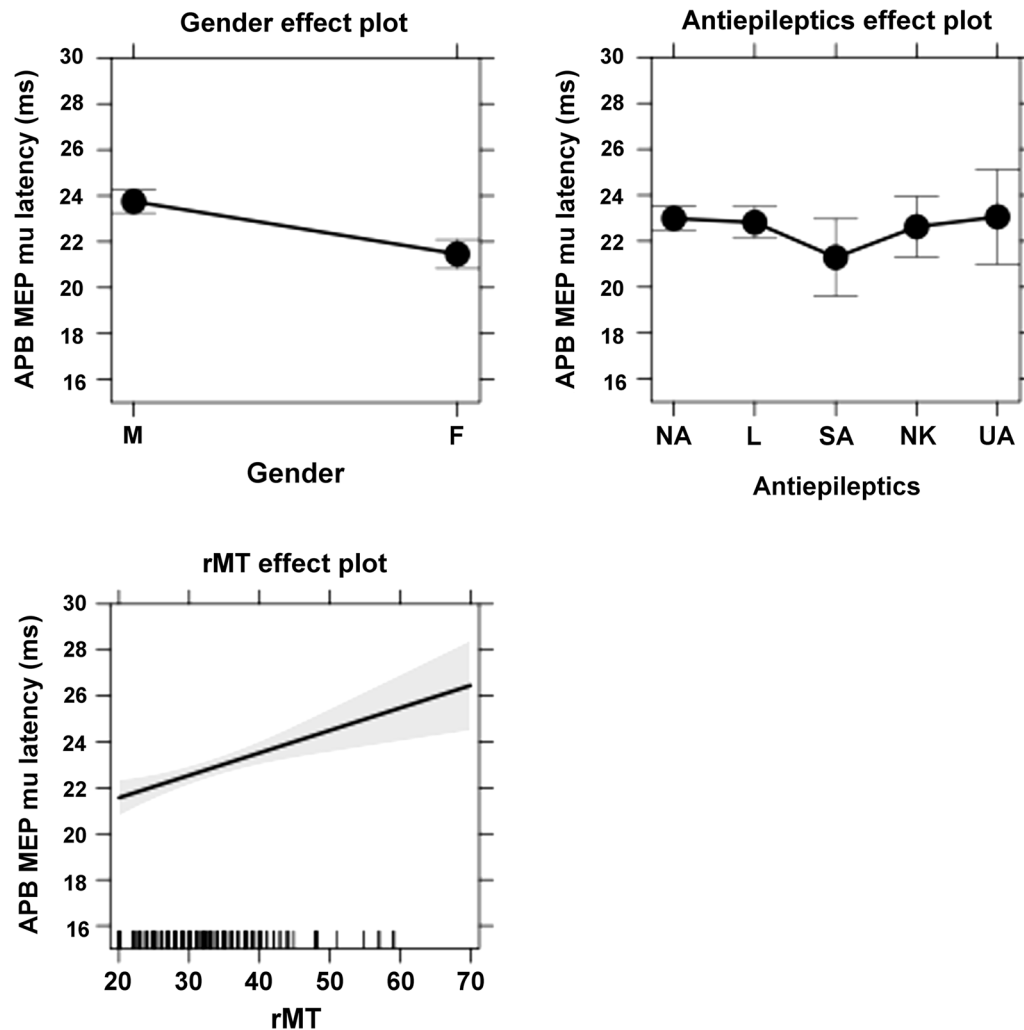 Gender effect plot
APB MEP mu latency (ms)
30
28
26
24
22
20
18
16
M F
Gender
Antiepileptics effect plot
APB MEP mu latency (ms)
30
28
26
24
22
20
18
16
NA L SA NK UA
Antiepileptics
rMT effect plot
APB MEP mu latency (ms)
30
28
26
24
22
20
18
16
20 30 40 50 60 70
rMT